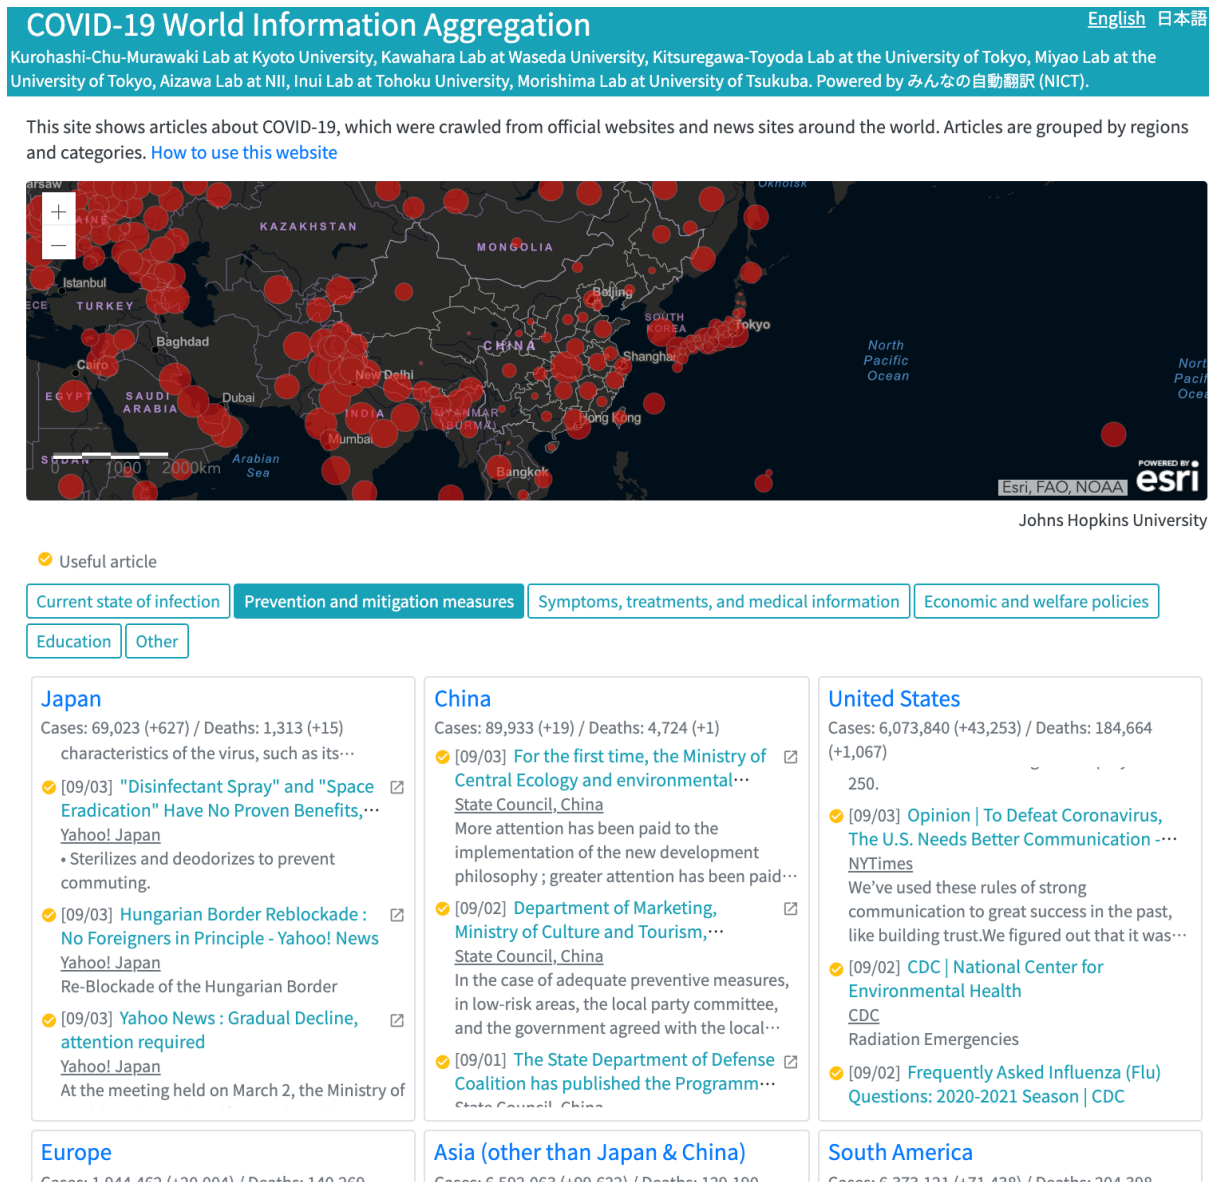 COVID-19 World Information Aggregation
English 日本語
Kurohashi-Chu-Murawaki Lab at Kyoto University, Kawahara Lab at Waseda University, Kitsuregawa-Toyoda Lab at the University of Tokyo, Miyao Lab at the
University of Tokyo, Aizawa Lab at NII, Inui Lab at Tohoku University, Morishima Lab at University of Tsukuba. Powered by みんなの自動翻訳 (NICT).
This site shows articles about COVID-19, which were crawled from official websites and news sites around the world. Articles are grouped by regions
and categories. How to use this website
arsaw
Okhotsk
+
AINE
KAZAKHSTAN
MONGOLIA
−
Istanbul
Beijing
ECE
TURKEY
SOUTH
KOREA
Tokyo
Baghdad
CHINA
Shanghai
North
Pacific
Ocean
Cairo
New Delhi
Nort
Pacif
Ocea
EGYPT
SAUDI
ARABIA
Dubai
INDIA
MYANMAR
(BURMA)
Hong Kong
Mumbai
SUDAN
Arabian
Sea
0 1000 2000km
Bangkok
POWERED BY
esri
Esri, FAO, NOAA
Johns Hopkins University
Useful article
Current state of infection
Prevention and mitigation measures
Symptoms, treatments, and medical information
Economic and welfare policies
Education
Other
Japan
Cases: 69,023 (+627) / Deaths: 1,313 (+15)
characteristics of the virus, such as its…
[09/03] "Disinfectant Spray" and "Space
Eradication" Have No Proven Benefits,…
Yahoo! Japan
• Sterilizes and deodorizes to prevent
commuting.
[09/03] Hungarian Border Reblockade :
No Foreigners in Principle - Yahoo! News
Yahoo! Japan
Re-Blockade of the Hungarian Border
[09/03] Yahoo News : Gradual Decline,
attention required
Yahoo! Japan
At the meeting held on March 2, the Ministry of
China
Cases: 89,933 (+19) / Deaths: 4,724 (+1)
[09/03] For the first time, the Ministry of
Central Ecology and environmental…
State Council, China
More attention has been paid to the
implementation of the new development
philosophy ; greater attention has been paid…
[09/02] Department of Marketing,
Ministry of Culture and Tourism,…
State Council, China
In the case of adequate preventive measures,
in low-risk areas, the local party committee,
and the government agreed with the local…
[09/01] The State Department of Defense
Coalition has published the Programm…
State Council, China
United States
Cases: 6,073,840 (+43,253) / Deaths: 184,664
(+1,067)
250.
[09/03] Opinion | To Defeat Coronavirus,
The U.S. Needs Better Communication -…
NYTimes
We’ve used these rules of strong
communication to great success in the past,
like building trust.We figured out that it was…
[09/02] CDC | National Center for
Environmental Health
CDC
Radiation Emergencies
[09/02] Frequently Asked Influenza (Flu)
Questions: 2020-2021 Season | CDC
Europe
Asia (other than Japan & China)
South America